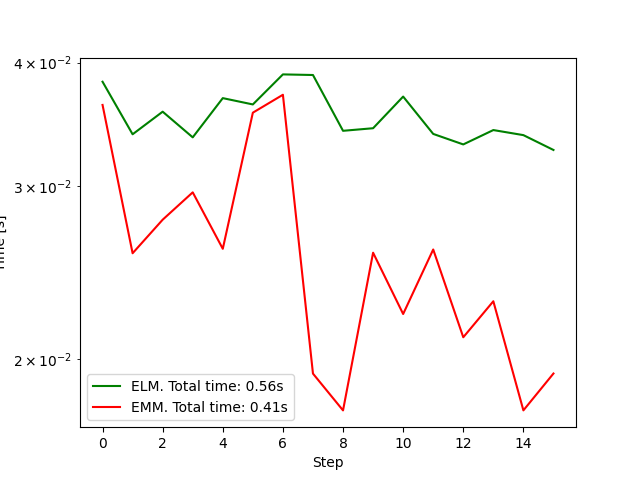 4 × 10⁻²
3 × 10⁻²
2 × 10⁻²
ELM. Total time: 0.56s
EMM. Total time: 0.41s
0 2 4 6 8 10 12 14
Step
[s]